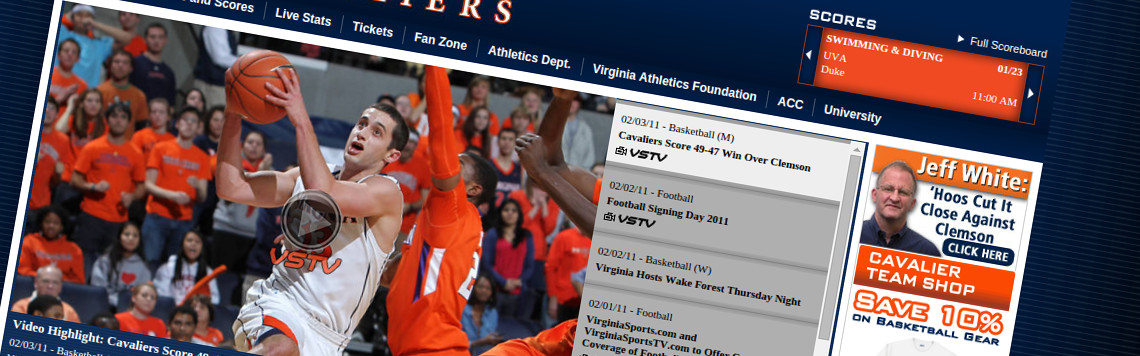 and Scores
Live Stats
Tickets
Fan Zone
Athletics Dept.
Virginia Athletics Foundation
ACC
University
SCORES
Full Scoreboard
SWIMMING & DIVING
01/23
UVA
Duke
11:00 AM
02/03/11 - Basketball (M)
Cavaliers Score 49-47 Win Over Clemson
VSTV
02/02/11 - Football
Football Signing Day 2011
VSTV
02/02/11 - Basketball (W)
Virginia Hosts Wake Forest Thursday Night
02/01/11 - Football
VirginiaSports.com and
VirginiaSportsTV.com to Offer
Coverage of
VSTV
Video Highlight: Cavaliers Score
02/03/11 -
Jeff White:
'Hoos Cut It
Close Against
Clemson
CLICK HERE
CAVALIER
TEAM SHOP
SAVE 10%
ON BASKETBALL GEAR